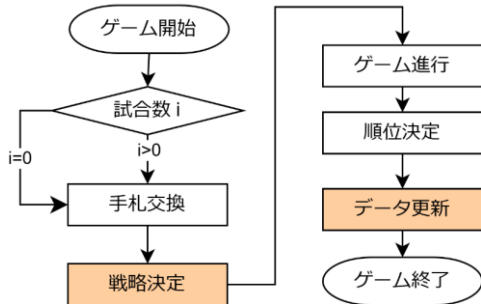 ゲーム開始
試合数 i
i=0
i>0
手札交換
戦略決定
ゲーム進行
順位決定
データ更新
ゲーム終了